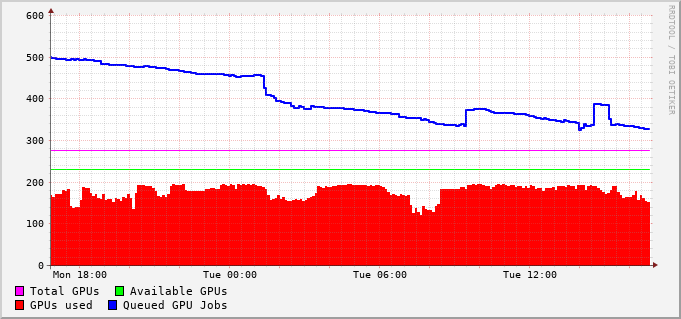 RRDTOOL / TOBI OETIKER
600
500
400
300
200
100
0
Mon 18:00 Tue 00:00 Tue 06:00 Tue 12:00
Total GPUs Available GPUs
GPUs used Queued GPU Jobs